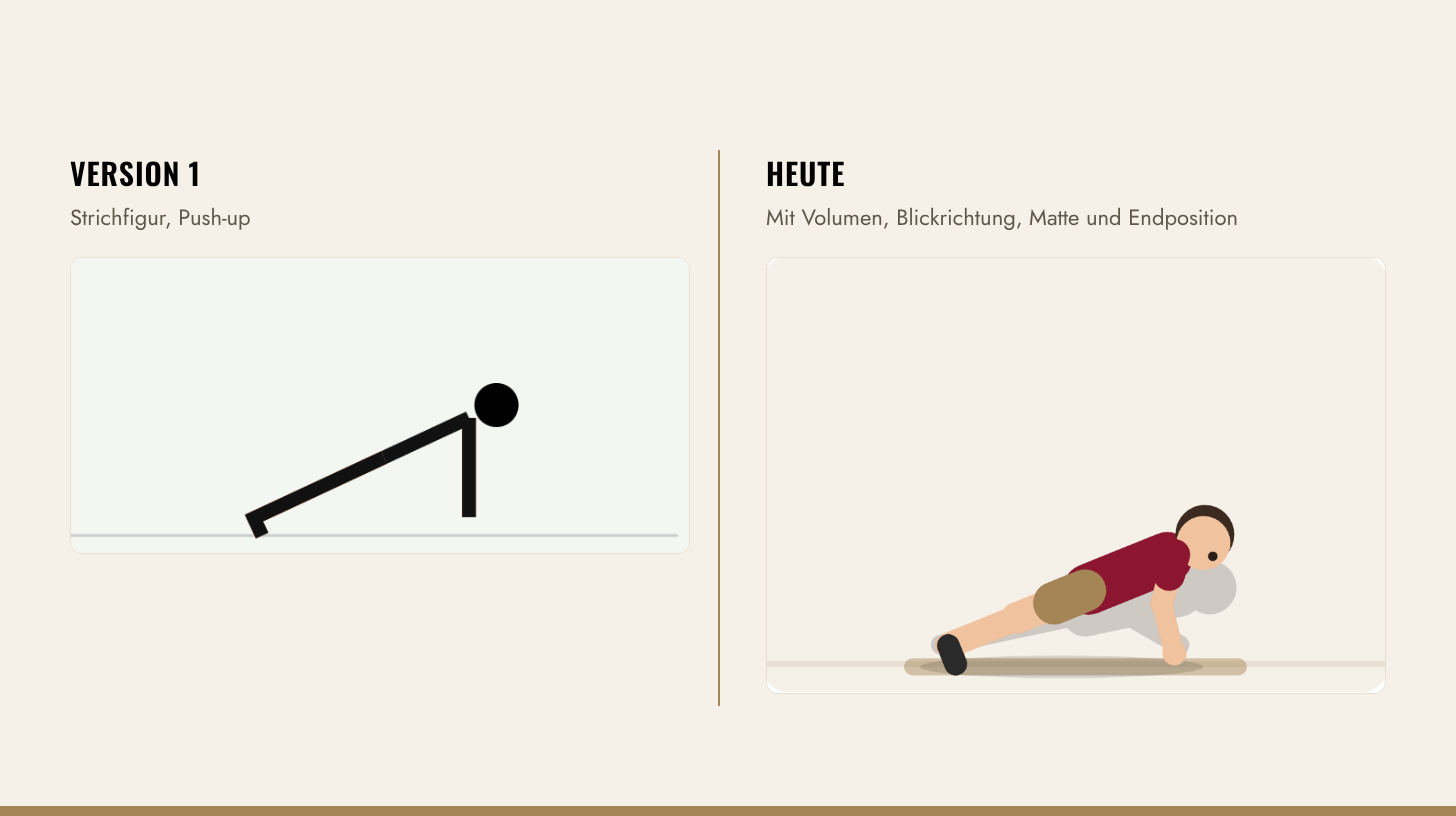 VERSION 1
Strichfigur, Push-up
HEUTE
Mit Volumen, Blickrichtung, Matte und Endposition